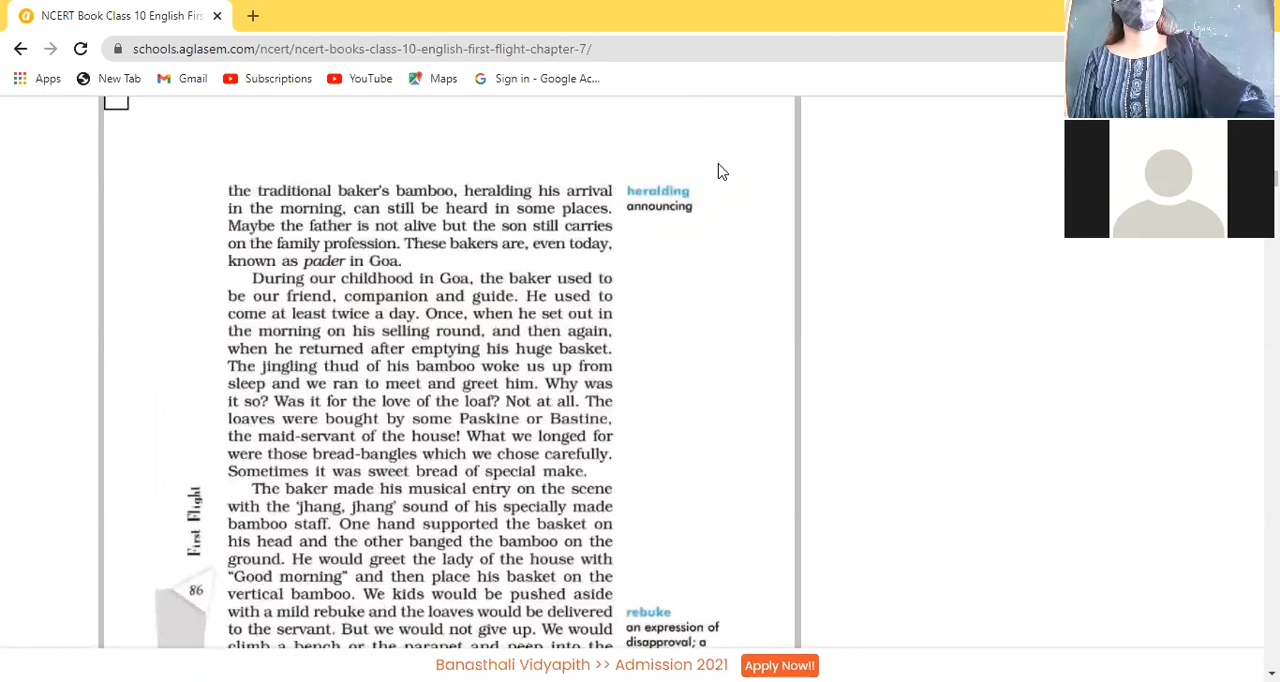 NCERT Book Class 10 English Firs
schools.aglasem.com/ncert/ncert-books-class-10-english-first-flight-chapter-7/
Apps New Tab Gmail Subscriptions YouTube Maps Sign in - Google Ac...
the traditional baker's bamboo, heralding his arrival
in the morning, can still be heard in some places.
Maybe the father is not alive but the son still carries
on the family profession. These bakers are, even today,
known as pader in Goa.
heralding
announcing
During our childhood in Goa, the baker used to
be our friend, companion and guide. He used to
come at least twice a day. Once, when he set out in
the morning on his selling round, and then again,
when he returned after emptying his huge basket.
The jingling thud of his bamboo woke us up from
sleep and we ran to meet and greet him. Why was
it so? Was it for the love of the loaf? Not at all. The
loaves were bought by some Paskine or Bastine,
the maid-servant of the house! What we longed for
were those bread-bangles which we chose carefully.
Sometimes it was sweet bread of special make.
The baker made his musical entry on the scene
with the 'jhang, jhang' sound of his specially made
bamboo staff. One hand supported the basket on
his head and the other banged the bamboo on the
ground. He would greet the lady of the house with
"Good morning" and then place his basket on the
vertical bamboo. We kids would be pushed aside
with a mild rebuke and the loaves would be delivered
to the servant. But we would not give up. We would
climb a bench or the parapet and peep into the
rebuke
an expression of
disapproval; a
First Flight
86
Banasthali Vidyapith >> Admission 2021 Apply Now!!